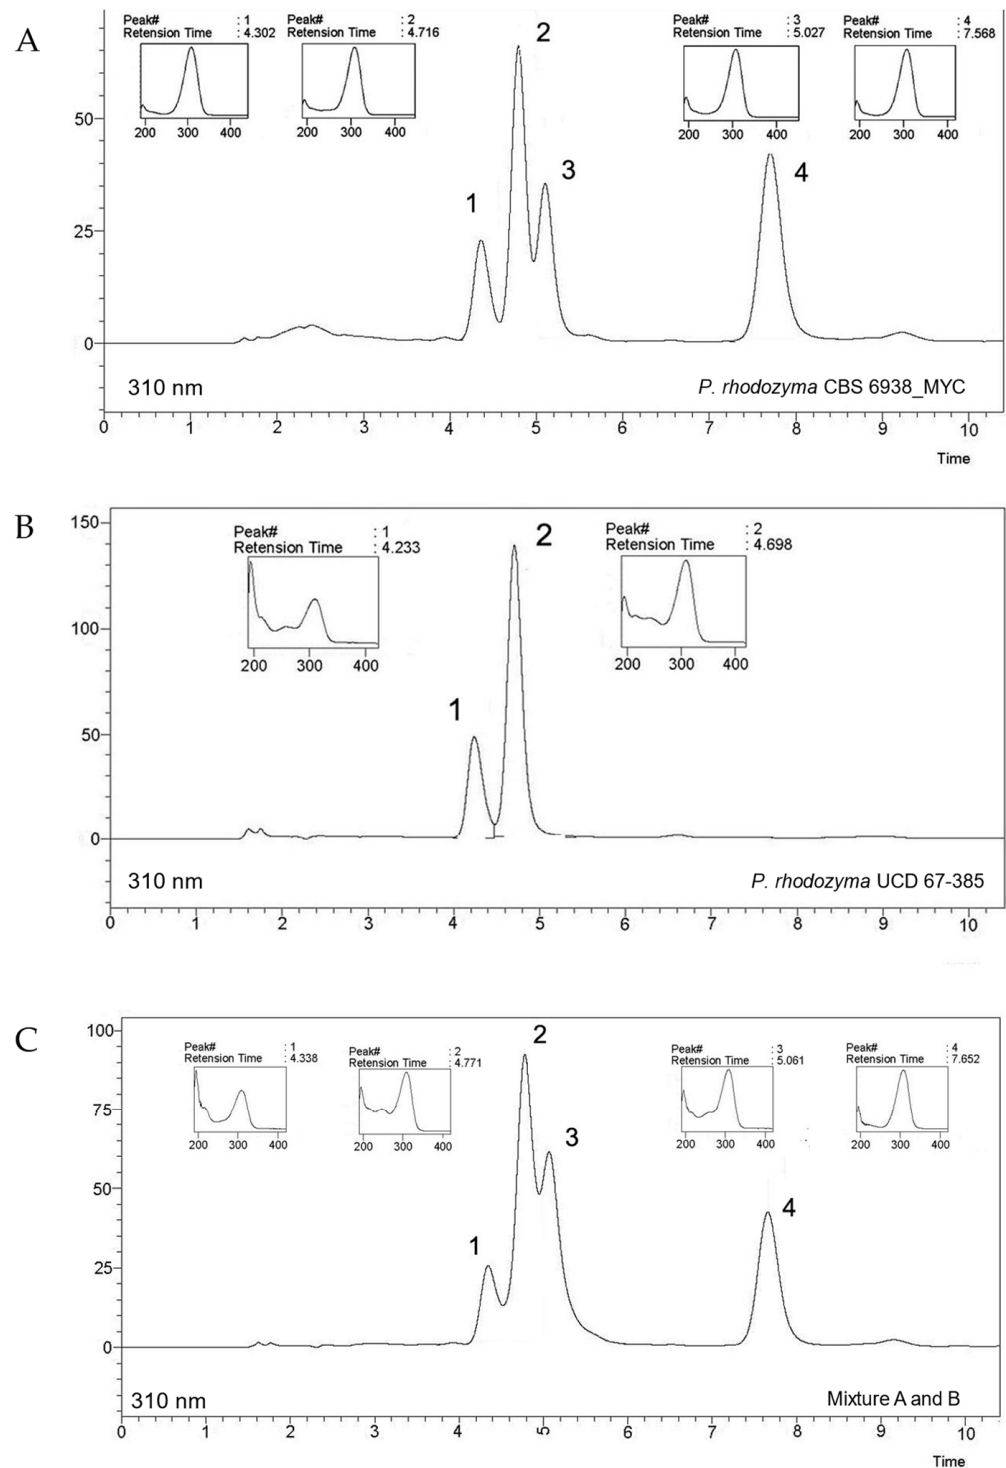 A
Peak# : 1
Retension Time : 4.302
Peak# : 2
Retension Time : 4.716
Peak# : 3
Retension Time : 5.027
Peak# : 4
Retension Time : 7.568
200 300 400
200 300 400
200 300 400
200 300 400
50
25
0
1
2
3
4
310 nm
P. rhodozyma CBS 6938_MYC
0 1 2 3 4 5 6 7 8 9 10
Time
B
Peak# : 1
Retension Time : 4.233
Peak# : 2
Retension Time : 4.698
200 300 400
200 300 400
150
100
50
0
1
2
310 nm
P. rhodozyma UCD 67-385
0 1 2 3 4 5 6 7 8 9 10
C
Peak# : 1
Retension Time : 4.338
Peak# : 2
Retension Time : 4.771
Peak# : 3
Retension Time : 5.061
Peak# : 4
Retension Time : 7.652
200 300 400
200 300 400
200 300 400
200 300 400
100
75
50
25
0
1
2
3
4
310 nm
Mixture A and B
0 1 2 3 4 5 6 7 8 9 10
Time